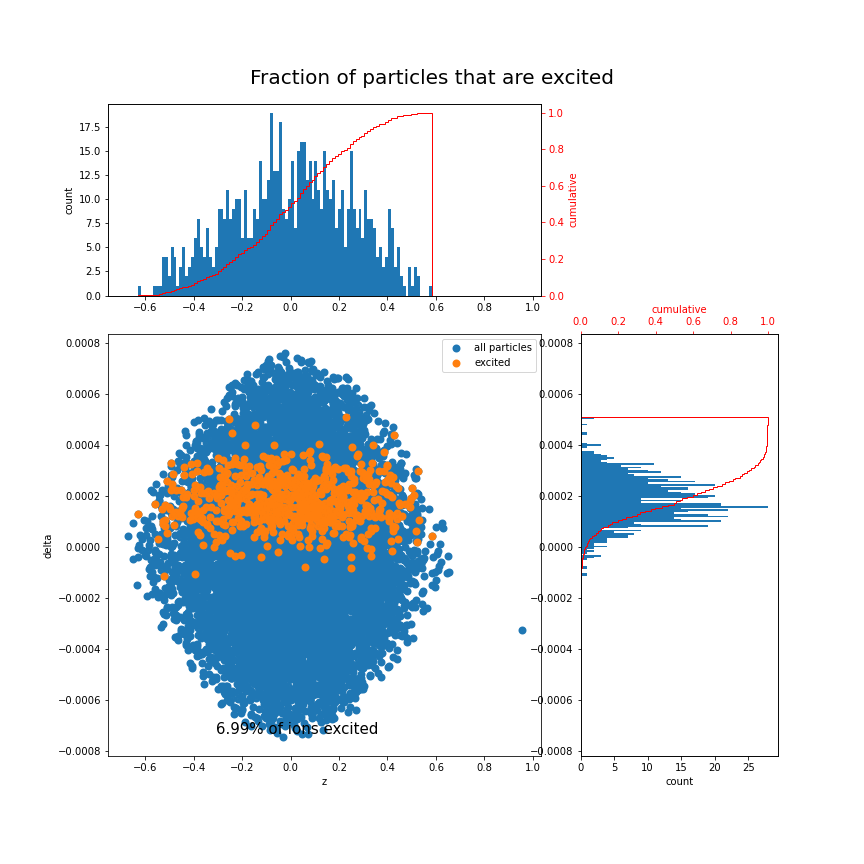 Fraction of particles that are excited
count
17.5
15.0
12.5
10.0
7.5
5.0
2.5
0.0
−0.6 −0.4 −0.2 0.0 0.2 0.4 0.6 0.8 1.0
1.0
0.8
0.6
0.4
0.2
0.0
cumulative
delta
0.0008
0.0006
0.0004
0.0002
0.0000
−0.0002
−0.0004
−0.0006
−0.0008
all particles
excited
6.99% of ions excited
−0.6 −0.4 −0.2 0.0 0.2 0.4 0.6 0.8 1.0
z
cumulative
0.0 0.2 0.4 0.6 0.8 1.0
0.0008
0.0006
0.0004
0.0002
0.0000
−0.0002
−0.0004
−0.0006
−0.0008
0 5 10 15 20 25
count